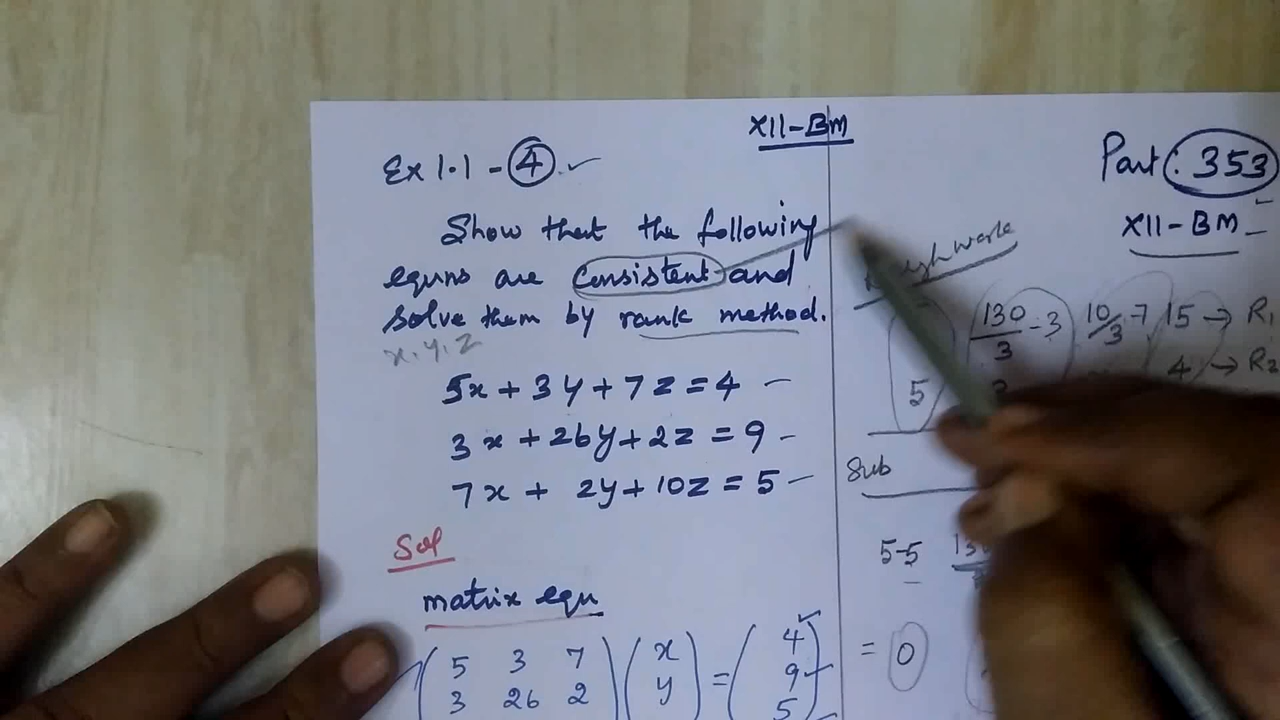 XII-BM
Ex 1.1 - 4 ✓
Show that the following
equns are consistent and
solve them by rank method.
x, y, z
5x + 3y + 7z = 4 -
3x + 26y + 2z = 9 -
7x + 2y + 10z = 5 -
Sol
matrix equ
( 5 3 7 ) ( x ) = ( 4 )
3 26 2 y 9
5
Part: 353
XII-BM
130/3 - 3 10/3 - 7 15 → R1
5 4 → R2
Sub
5-5
= 0